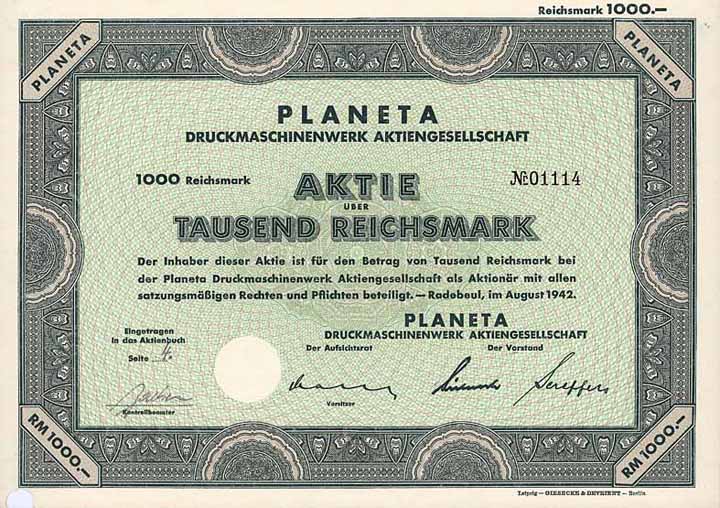 Reichsmark 1000.—
PLANETA
PLANETA
PLANETA
DRUCKMASCHINENWERK AKTIENGESELLSCHAFT
1000 Reichsmark
AKTIE
№ 01114
ÜBER
TAUSEND REICHSMARK
Der Inhaber dieser Aktie ist für den Betrag von Tausend Reichsmark bei
der Planeta Druckmaschinenwerk Aktiengesellschaft als Aktionär mit allen
satzungsmäßigen Rechten und Pflichten beteiligt. — Radebeul, im August 1942.
PLANETA
DRUCKMASCHINENWERK AKTIENGESELLSCHAFT
Eingetragen
in das Aktienbuch
Seite 4.
Der Aufsichtsrat
Der Vorstand
Kontrollbeamter
Vorsitzer
RM 1000.—
RM 1000.—
Leipzig — GIESECKE & DEVRIENT — Berlin